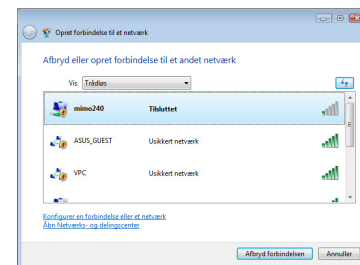 Opret forbindelse til et netværk
Afbryd eller opret forbindelse til et andet netværk
Vis Trådløs
mimo240 Tilsluttet
ASUS_GUEST Usikkert netværk
VPC Usikkert netværk
Konfigurer en forbindelse eller et netværk
Åbn Netværks- og delingscenter
Afbryd forbindelsen Annuller